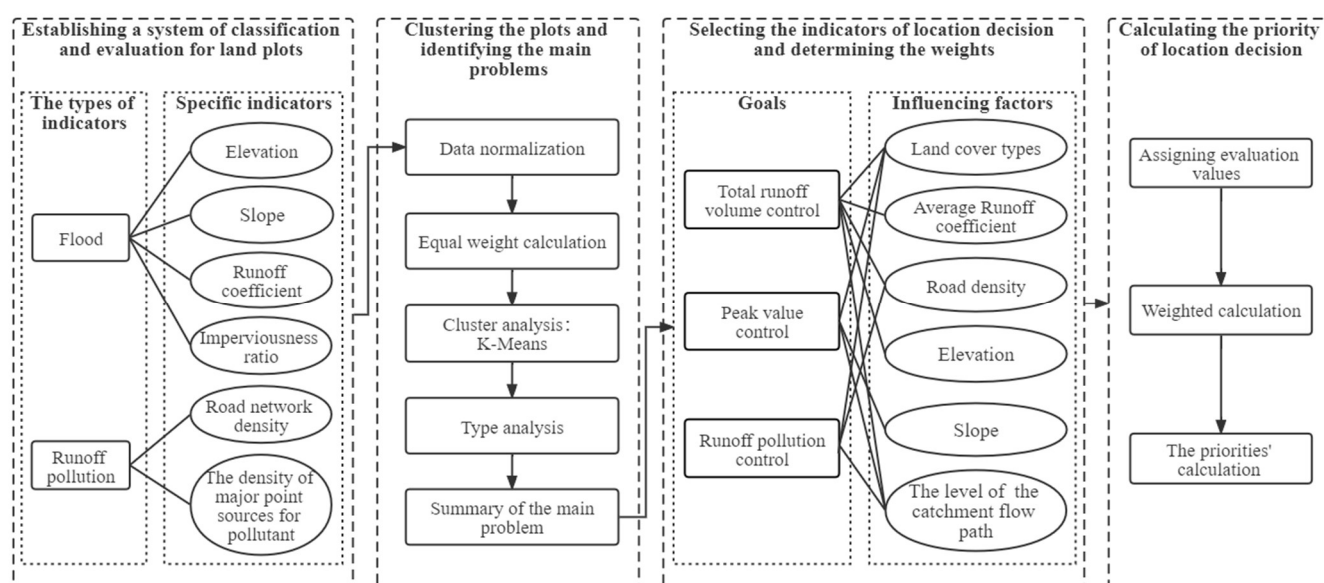 Establishing a system of classification
and evaluation for land plots
The types of
indicators
Specific indicators
Flood
Runoff
pollution
Elevation
Slope
Runoff
coefficient
Imperviousness
ratio
Road network
density
The density of
major point
sources for
pollutant
Clustering the plots and
identifying the main
problems
Data normalization
Equal weight calculation
Cluster analysis:
K-Means
Type analysis
Summary of the main
problem
Selecting the indicators of location decision
and determining the weights
Goals
Total runoff
volume control
Peak value
control
Runoff pollution
control
Influencing factors
Land cover types
Average Runoff
coefficient
Road density
Elevation
Slope
The level of the
catchment flow
path
Calculating the priority
of location decision
Assigning evaluation
values
Weighted calculation
The priorities'
calculation